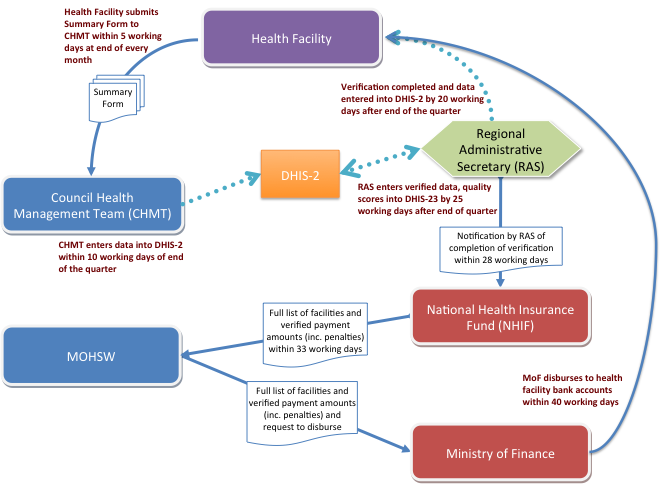 Health Facility submits
Summary Form to
CHMT within 5 working
days at end of every
month
Health Facility
Summary
Form
Verification completed and data
entered into DHIS-2 by 20 working
days after end of the quarter
Regional
Administrative
Secretary (RAS)
DHIS-2
Council Health
Management Team (CHMT)
RAS enters verified data, quality
scores into DHIS-23 by 25
working days after end of quarter
CHMT enters data into DHIS-2
within 10 working days of end
of the quarter
Notification by RAS of
completion of verification
within 28 working days
National Health Insurance
Fund (NHIF)
Full list of facilities and
verified payment
amounts (inc. penalties)
within 33 working days
MOHSW
Full list of facilities and
verified payment amounts
(inc. penalties) and
request to disburse
MoF disburses to health
facility bank accounts
within 40 working days
Ministry of Finance